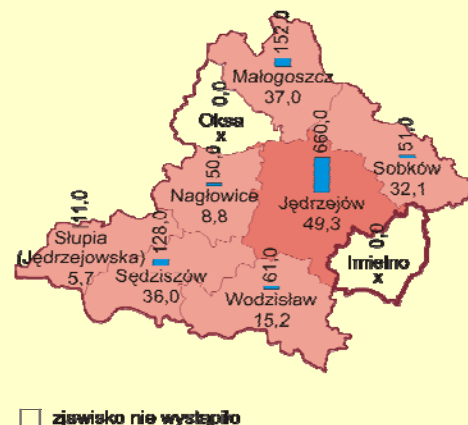 152,0
Małogoszcz
37,0
0,0
Oksa
x
660,0
Jędrzejów
49,3
51,0
Sobków
32,1
50,0
Nagłowice
8,8
11,0
Słupia
(Jędrzejowska)
5,7
128,0
Sędziszów
36,0
61,0
Wodzisław
15,2
0,0
Imielno
x
zjawisko nie wystąpiło